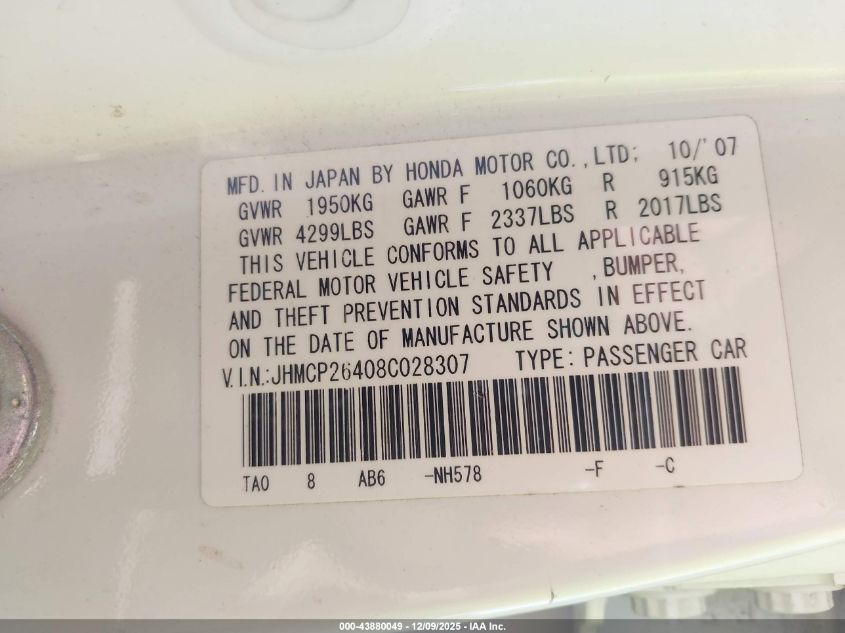 MFD. IN JAPAN BY HONDA MOTOR CO.,LTD; 10/'07
GVWR 1950KG GAWR F 1060KG R 915KG
GVWR 4299LBS GAWR F 2337LBS R 2017LBS
THIS VEHICLE CONFORMS TO ALL APPLICABLE
FEDERAL MOTOR VEHICLE SAFETY ,BUMPER,
AND THEFT PREVENTION STANDARDS IN EFFECT
ON THE DATE OF MANUFACTURE SHOWN ABOVE.
V.I.N.:JHMCP26408C028307 TYPE: PASSENGER CAR
TA0 8 AB6 -NH578 -F -C
000-43880049 - 12/09/2025 - IAA Inc.